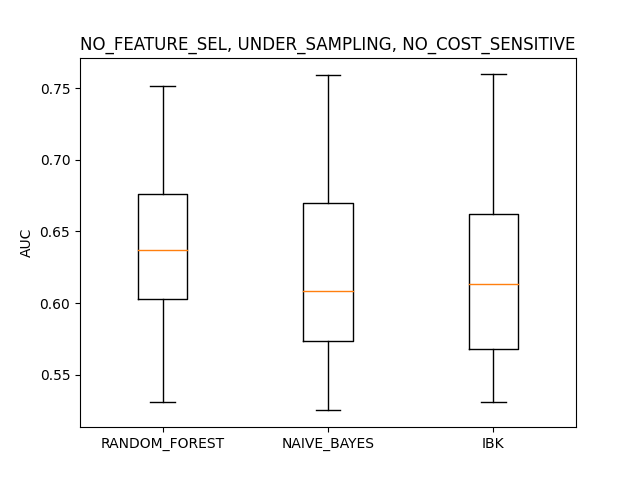 NO_FEATURE_SEL, UNDER_SAMPLING, NO_COST_SENSITIVE
0.75
0.70
0.65
0.60
0.55
AUC
RANDOM_FOREST NAIVE_BAYES IBK